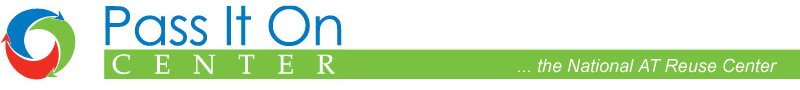 Pass It On
CENTER
... the National AT Reuse Center